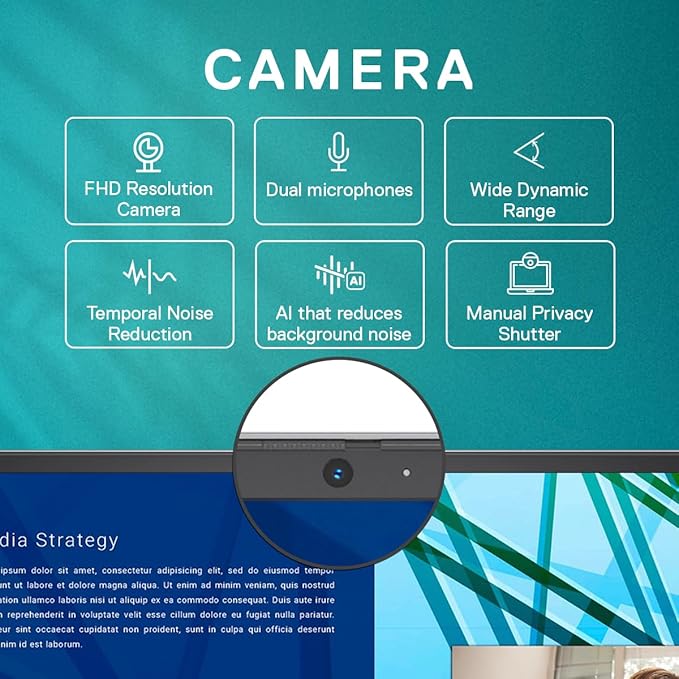 CAMERA
FHD Resolution
Camera
Dual microphones
Wide Dynamic
Range
Temporal Noise
Reduction
AI
AI that reduces
background noise
Manual Privacy
Shutter
dia Strategy
ipsum dolor sit amet, consectetur adipisicing elit, sed do eiusmod tempor
unt ut labore et dolore magna aliqua. Ut enim ad minim veniam, quis nostrud
ation ullamco laboris nisi ut aliquip ex ea commodo consequat. Duis aute irure
n reprehenderit in voluptate velit esse cillum dolore eu fugiat nulla pariatur.
eur sint occaecat cupidatat non proident, sunt in culpa qui officia deserunt
nim id est laborum.